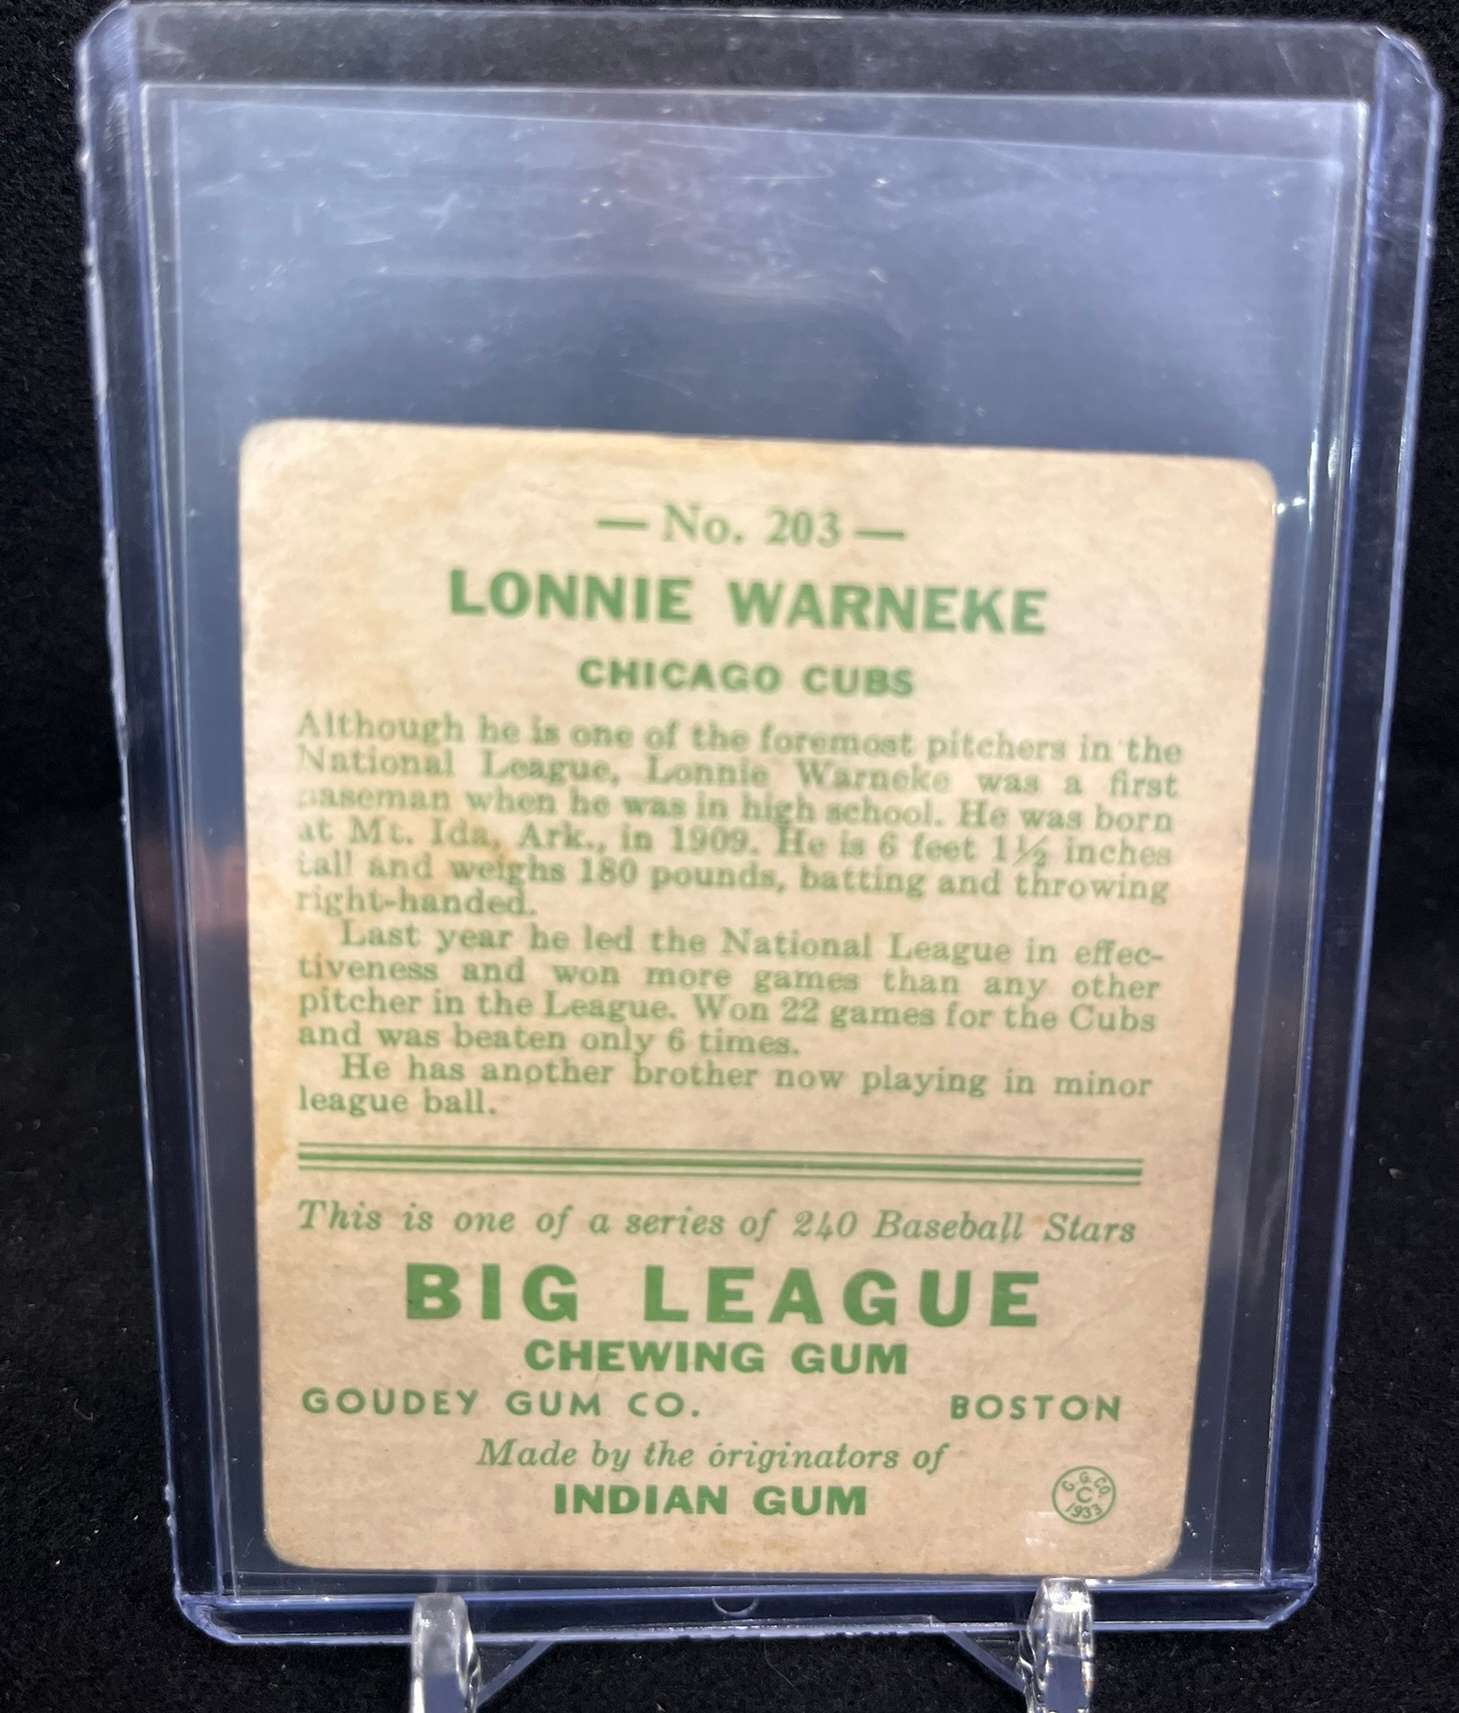 — No. 203 —
LONNIE WARNEKE
CHICAGO CUBS
Although he is one of the foremost pitchers in the
National League, Lonnie Warneke was a first
baseman when he was in high school. He was born
at Mt. Ida, Ark., in 1909. He is 6 feet 1½ inches
tall and weighs 180 pounds, batting and throwing
right-handed.
Last year he led the National League in effec-
tiveness and won more games than any other
pitcher in the League. Won 22 games for the Cubs
and was beaten only 6 times.
He has another brother now playing in minor
league ball.
This is one of a series of 240 Baseball Stars
BIG LEAGUE
CHEWING GUM
GOUDEY GUM CO. BOSTON
Made by the originators of
INDIAN GUM
G. G. CO.
C
1933